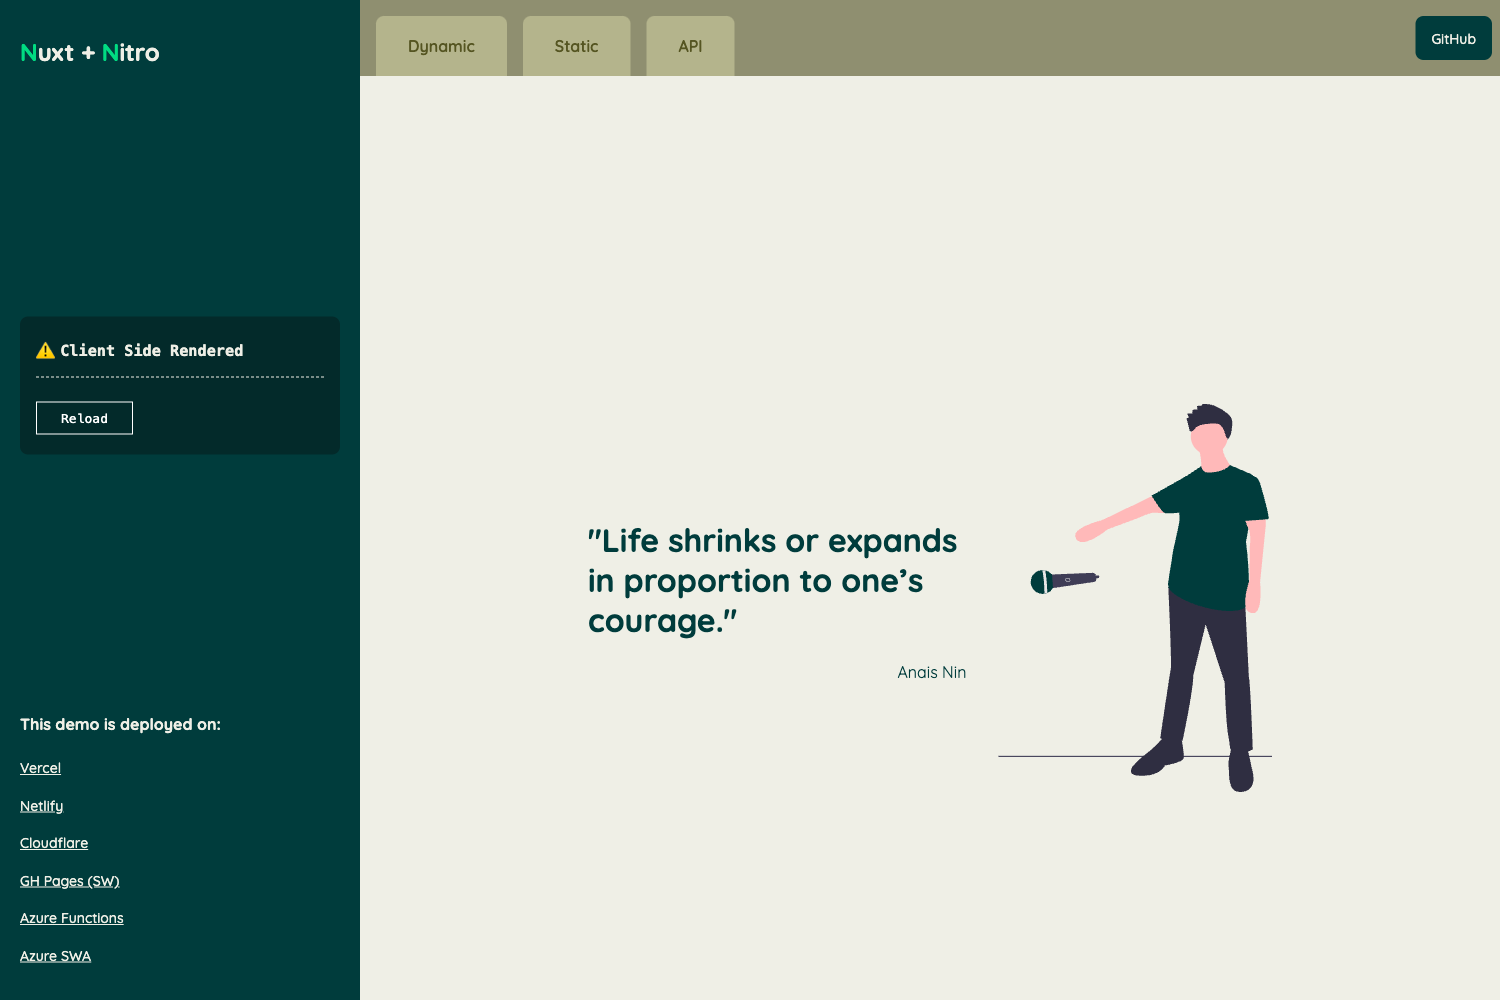 Nuxt + Nitro
Dynamic
Static
API
GitHub
⚠️ Client Side Rendered
Reload
"Life shrinks or expands
in proportion to one’s
courage."
Anais Nin
This demo is deployed on:
Vercel
Netlify
Cloudflare
GH Pages (SW)
Azure Functions
Azure SWA